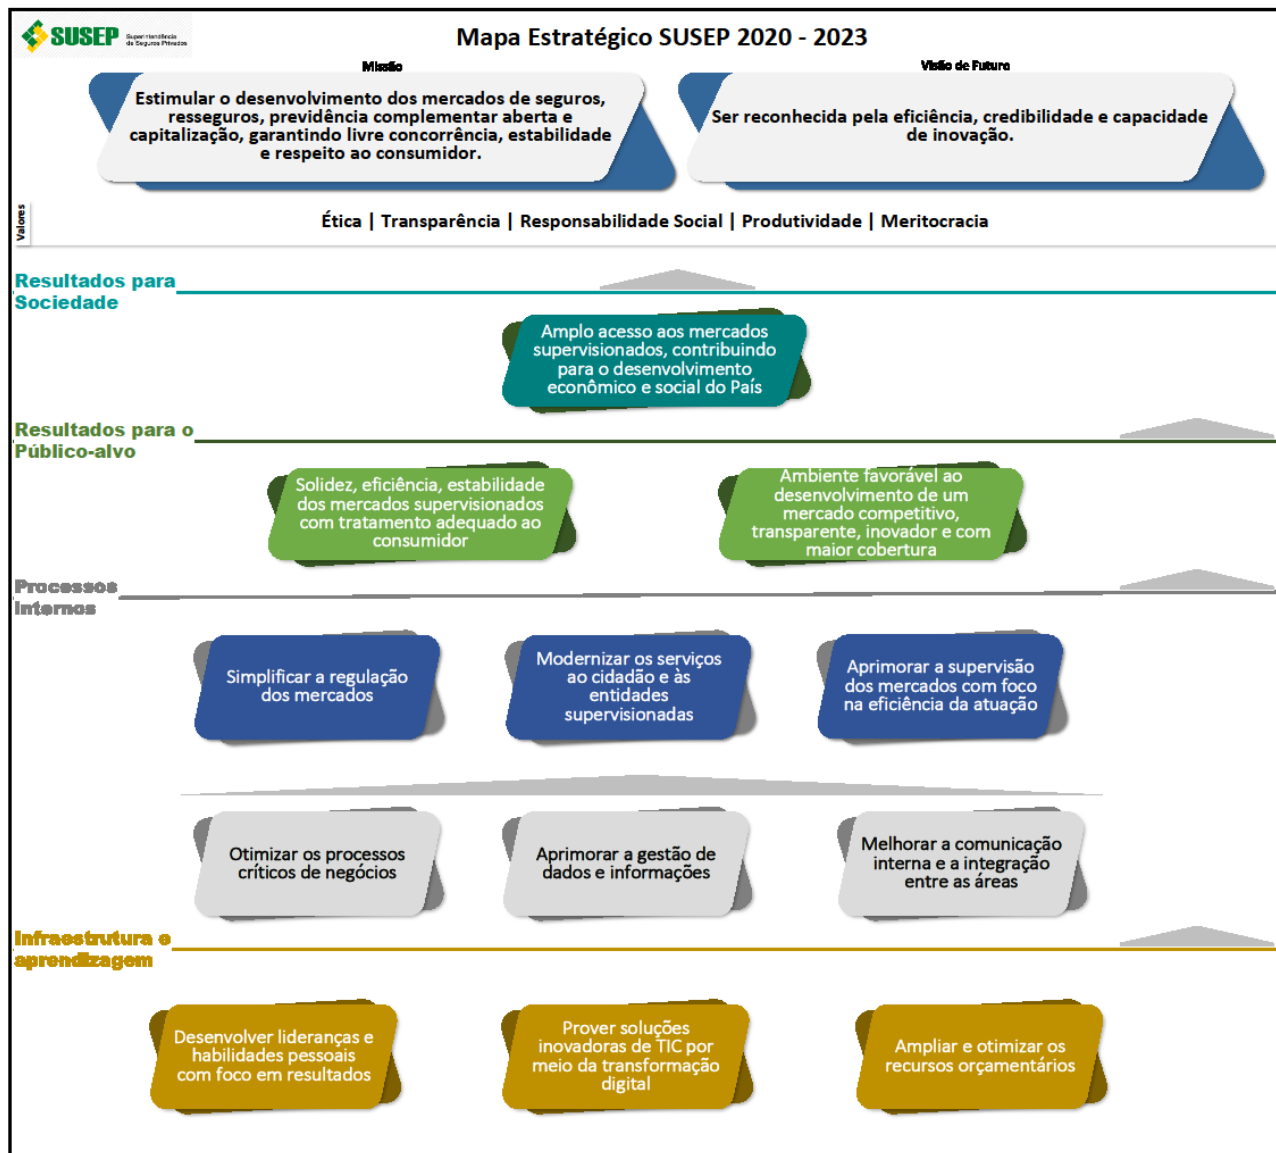 SUSEP
Superintendência
de Seguros Privados
Mapa Estratégico SUSEP 2020 - 2023
Missão
Estimular o desenvolvimento dos mercados de seguros,
resseguros, previdência complementar aberta e
capitalização, garantindo livre concorrência, estabilidade
e respeito ao consumidor.
Visão de Futuro
Ser reconhecida pela eficiência, credibilidade e capacidade
de inovação.
Valores
Ética | Transparência | Responsabilidade Social | Produtividade | Meritocracia
Resultados para
Sociedade
Amplo acesso aos mercados
supervisionados, contribuindo
para o desenvolvimento
econômico e social do País
Resultados para o
Público-alvo
Solidez, eficiência, estabilidade
dos mercados supervisionados
com tratamento adequado ao
consumidor
Ambiente favorável ao
desenvolvimento de um
mercado competitivo,
transparente, inovador e com
maior cobertura
Processos
Internos
Simplificar a regulação
dos mercados
Modernizar os serviços
ao cidadão e às
entidades
supervisionadas
Aprimorar a supervisão
dos mercados com foco
na eficiência da atuação
Otimizar os processos
críticos de negócios
Aprimorar a gestão de
dados e informações
Melhorar a comunicação
interna e a integração
entre as áreas
Infraestrutura e
aprendizagem
Desenvolver lideranças e
habilidades pessoais
com foco em resultados
Prover soluções
inovadoras de TIC por
meio da transformação
digital
Ampliar e otimizar os
recursos orçamentários